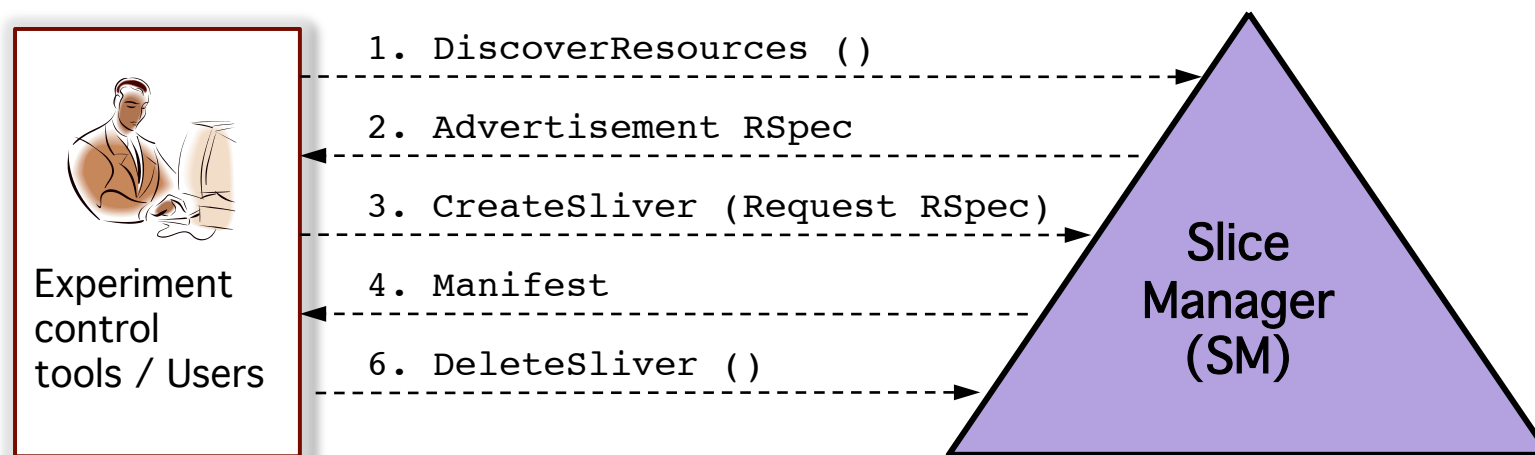 1. DiscoverResources ()
2. Advertisement RSpec
3. CreateSliver (Request RSpec)
4. Manifest
6. DeleteSliver ()
Experiment
control
tools / Users
Slice
Manager
(SM)